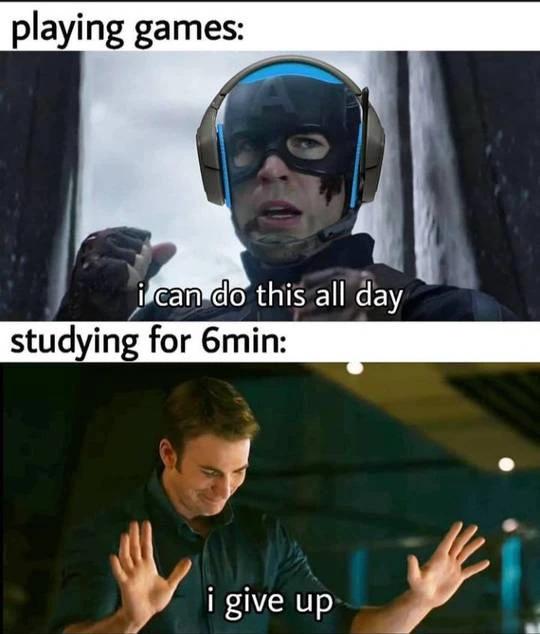 playing games:
i can do this all day
studying for 6min:
i give up